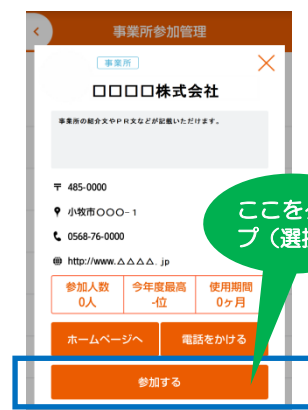 事業所参加管理
事業所
□□□□株式会社
事業所の紹介文やPR文などが記載いただけます。
〒 485-0000
小牧市○○○-1
0568-76-0000
http://www.△△△△. jp
参加人数 今年度最高 使用期間
0人 -位 0ヶ月
ホームページへ 電話をかける
参加する
ここを
プ（選